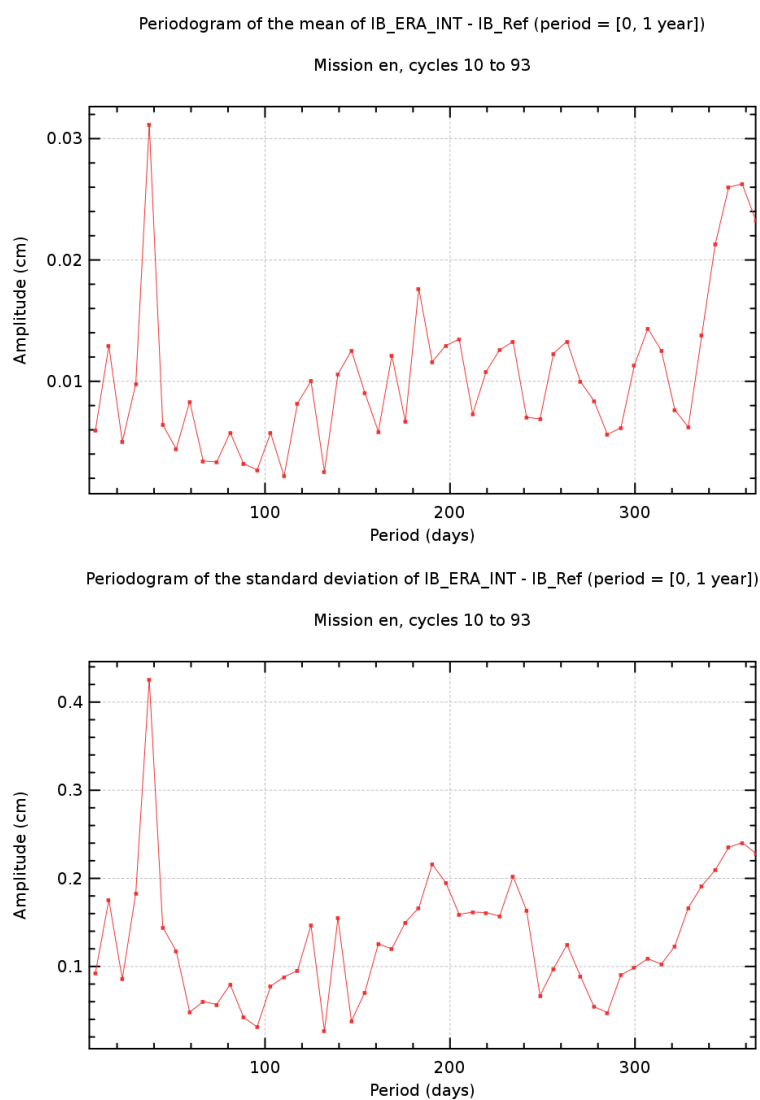 Periodogram of the mean of IB_ERA_INT - IB_Ref (period = [0, 1 year])
Mission en, cycles 10 to 93
0.03
0.02
0.01
Amplitude (cm)
100
200
300
Period (days)
Periodogram of the standard deviation of IB_ERA_INT - IB_Ref (period = [0, 1 year])
Mission en, cycles 10 to 93
0.4
0.3
0.2
0.1
Amplitude (cm)
100
200
300
Period (days)